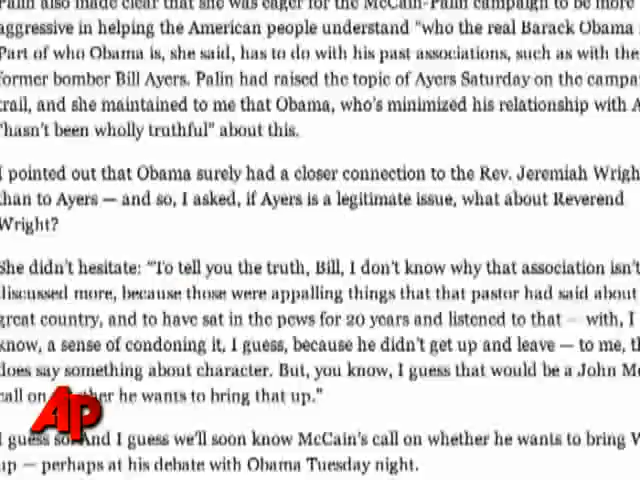 Palin also made clear that she was eager for the McCain-Palin campaign to be more
aggressive in helping the American people understand "who the real Barack Obama
Part of who Obama is, she said, has to do with his past associations, such as with the
former bomber Bill Ayers. Palin had raised the topic of Ayers Saturday on the campa
trail, and she maintained to me that Obama, who's minimized his relationship with A
"hasn't been wholly truthful" about this.
I pointed out that Obama surely had a closer connection to the Rev. Jeremiah Wrigh
than to Ayers — and so, I asked, if Ayers is a legitimate issue, what about Reverend
Wright?
She didn't hesitate: "To tell you the truth, Bill, I don't know why that association isn't
discussed more, because those were appalling things that that pastor had said about
great country, and to have sat in the pews for 20 years and listened to that — with, I
know, a sense of condoning it, I guess, because he didn't get up and leave — to me, th
does say something about character. But, you know, I guess that would be a John Mc
call on her he wants to bring that up."
AP
I guess so. And I guess we'll soon know McCain's call on whether he wants to bring W
up — perhaps at his debate with Obama Tuesday night.